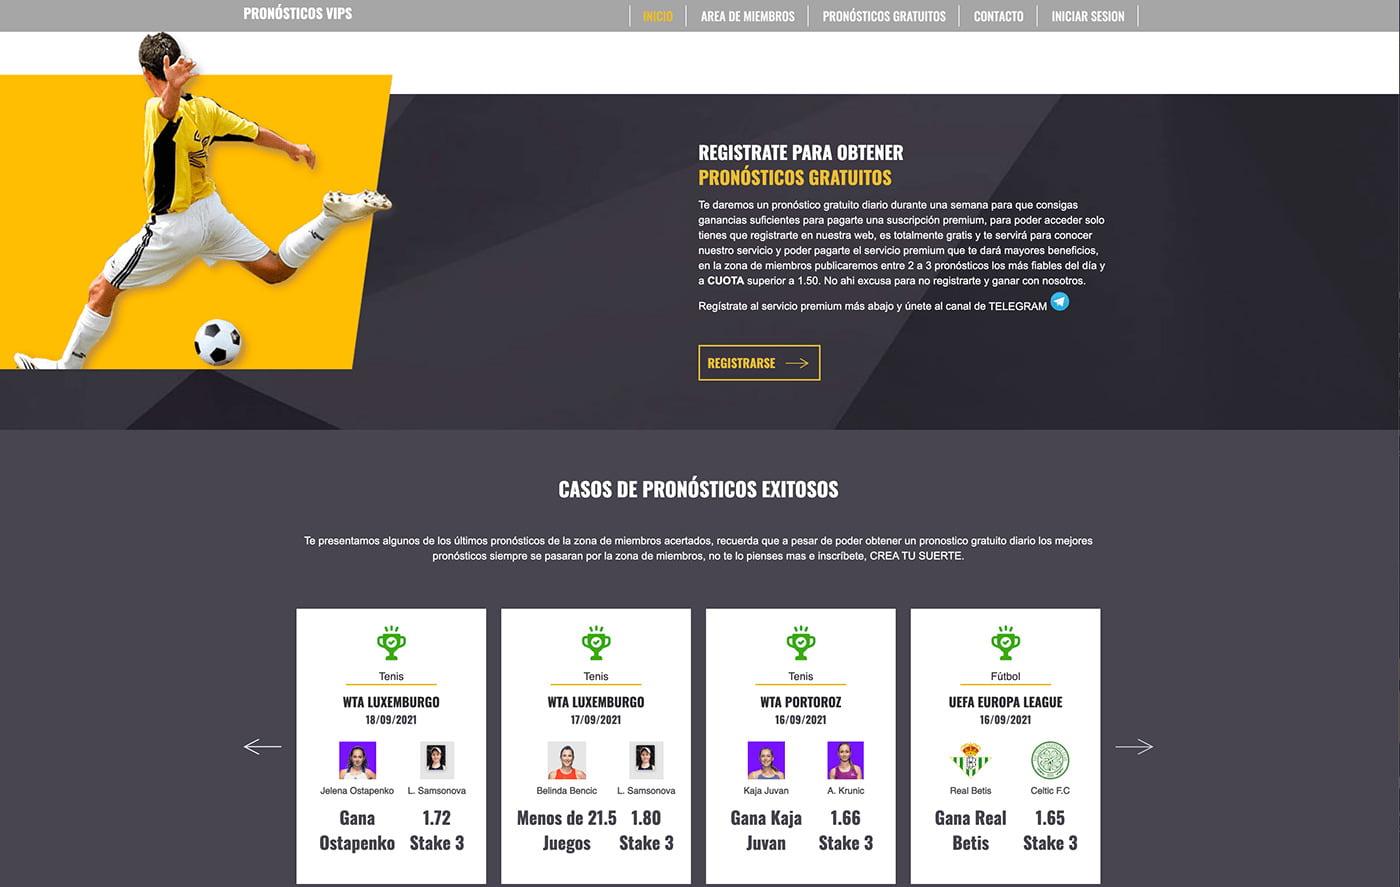 PRONÓSTICOS VIPS
INICIO
AREA DE MIEMBROS
PRONÓSTICOS GRATUITOS
CONTACTO
INICIAR SESION
REGISTRATE PARA OBTENER
PRONÓSTICOS GRATUITOS
Te daremos un pronóstico gratuito diario durante una semana para que consigas
ganancias suficientes para pagarte una suscripción premium, para poder acceder solo
tienes que registrarte en nuestra web, es totalmente gratis y te servirá para conocer
nuestro servicio y poder pagarte el servicio premium que te dará mayores beneficios,
en la zona de miembros publicaremos entre 2 a 3 pronósticos los más fiables del día y
a CUOTA superior a 1.50. No ahi excusa para no registrarte y ganar con nosotros.
Regístrate al servicio premium más abajo y únete al canal de TELEGRAM
REGISTRARSE
CASOS DE PRONÓSTICOS EXITOSOS
Te presentamos algunos de los últimos pronósticos de la zona de miembros acertados, recuerda que a pesar de poder obtener un pronostico gratuito diario los mejores
pronósticos siempre se pasaran por la zona de miembros, no te lo pienses mas e inscríbete, CREA TU SUERTE.
Tenis
WTA LUXEMBURGO
18/09/2021
Jelena Ostapenko L. Samsonova
Gana 1.72
Ostapenko Stake 3
Tenis
WTA LUXEMBURGO
17/09/2021
Belinda Bencic L. Samsonova
Menos de 21.5 1.80
Juegos Stake 3
Tenis
WTA PORTOROZ
16/09/2021
Kaja Juvan A. Krunic
Gana Kaja 1.66
Juvan Stake 3
Fútbol
UEFA EUROPA LEAGUE
16/09/2021
Real Betis Celtic F.C
Gana Real 1.65
Betis Stake 3